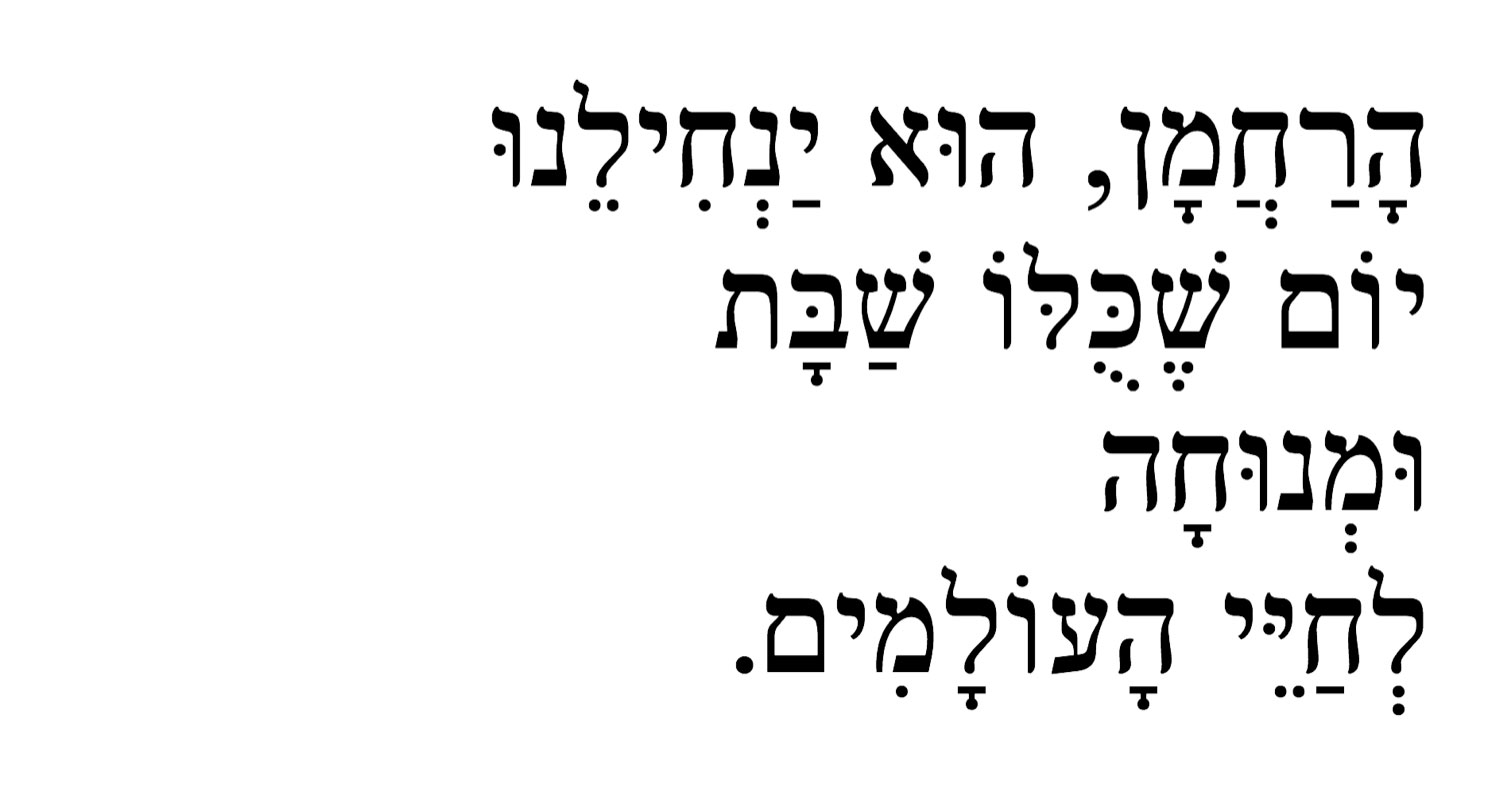 הָרַחֲמָן, הוּא יַנְחִילֵנוּ
יוֹם שֶׁכֻּלּוֹ שַׁבָּת
וּמְנוּחָה
לְחַיֵּי הָעוֹלָמִים.